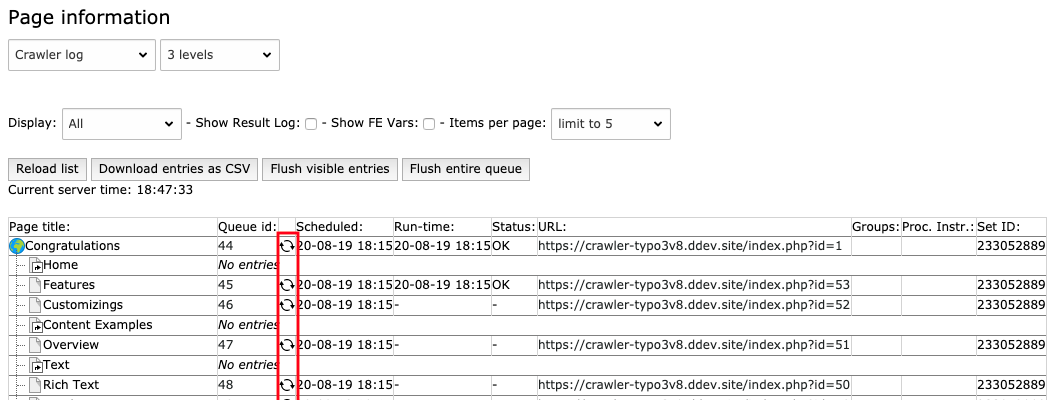 Page information
Crawler log 3 levels
Display: All - Show Result Log: - Show FE Vars: - Items per page: limit to 5
Reload list Download entries as CSV Flush visible entries Flush entire queue
Current server time: 18:47:33
Page title: Queue id: Scheduled: Run-time: Status: URL: Groups: Proc. Instr.: Set ID:
Congratulations 44 20-08-19 18:15 20-08-19 18:15 OK https://crawler-typo3v8.ddev.site/index.php?id=1 233052889
Home No entries
Features 45 20-08-19 18:15 20-08-19 18:15 OK https://crawler-typo3v8.ddev.site/index.php?id=53 233052889
Customizings 46 20-08-19 18:15 - - https://crawler-typo3v8.ddev.site/index.php?id=52 233052889
Content Examples No entries
Overview 47 20-08-19 18:15 - - https://crawler-typo3v8.ddev.site/index.php?id=51 233052889
Text No entries
Rich Text 48 20-08-19 18:15 - - https://crawler-typo3v8.ddev.site/index.php?id=50 233052889